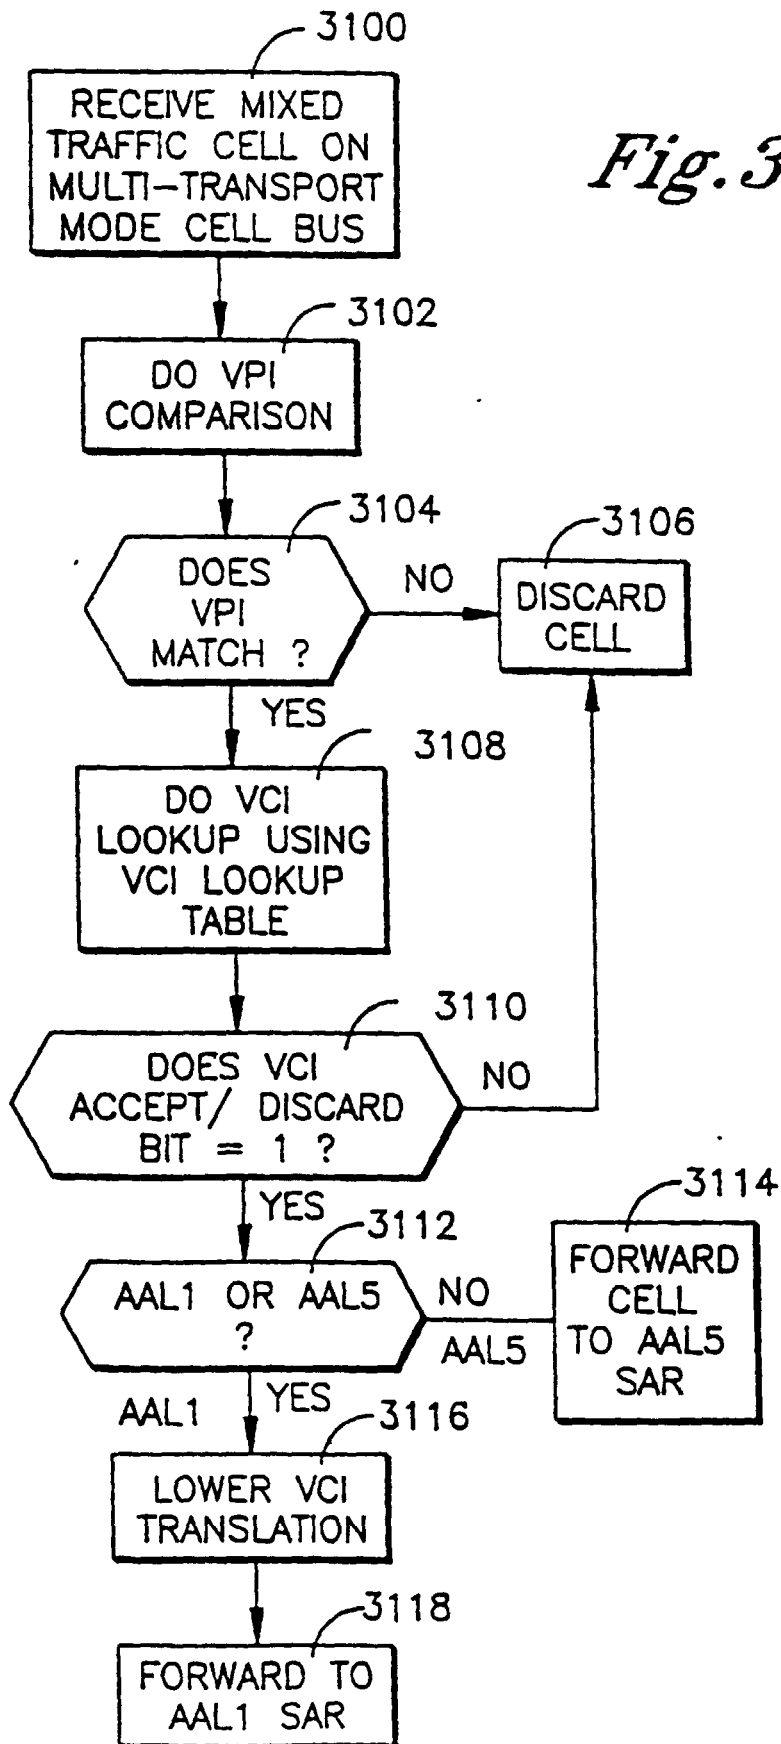 3100
RECEIVE MIXED
TRAFFIC CELL ON
MULTI-TRANSPORT
MODE CELL BUS
Fig. 3
3102
DO VPI
COMPARISON
3104
DOES
VPI
MATCH ?
NO
3106
DISCARD
CELL
YES
3108
DO VCI
LOOKUP USING
VCI LOOKUP
TABLE
3110
DOES VCI
ACCEPT/ DISCARD
BIT = 1 ?
NO
YES
3112
AAL1 OR AAL5
?
NO
AAL5
3114
FORWARD
CELL
TO AAL5
SAR
AAL1
YES
3116
LOWER VCI
TRANSLATION
3118
FORWARD TO
AAL1 SAR